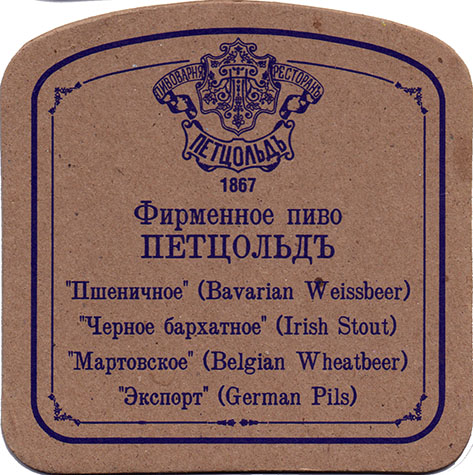 ПИВОВАРНЯ РЕСТОРАНЪ
ПЕТЦОЛЬДЪ
1867
Фирменное пиво
ПЕТЦОЛЬДЪ
"Пшеничное" (Bavarian Weissbeer)
"Черное бархатное" (Irish Stout)
"Мартовское" (Belgian Wheatbeer)
"Экспорт" (German Pils)